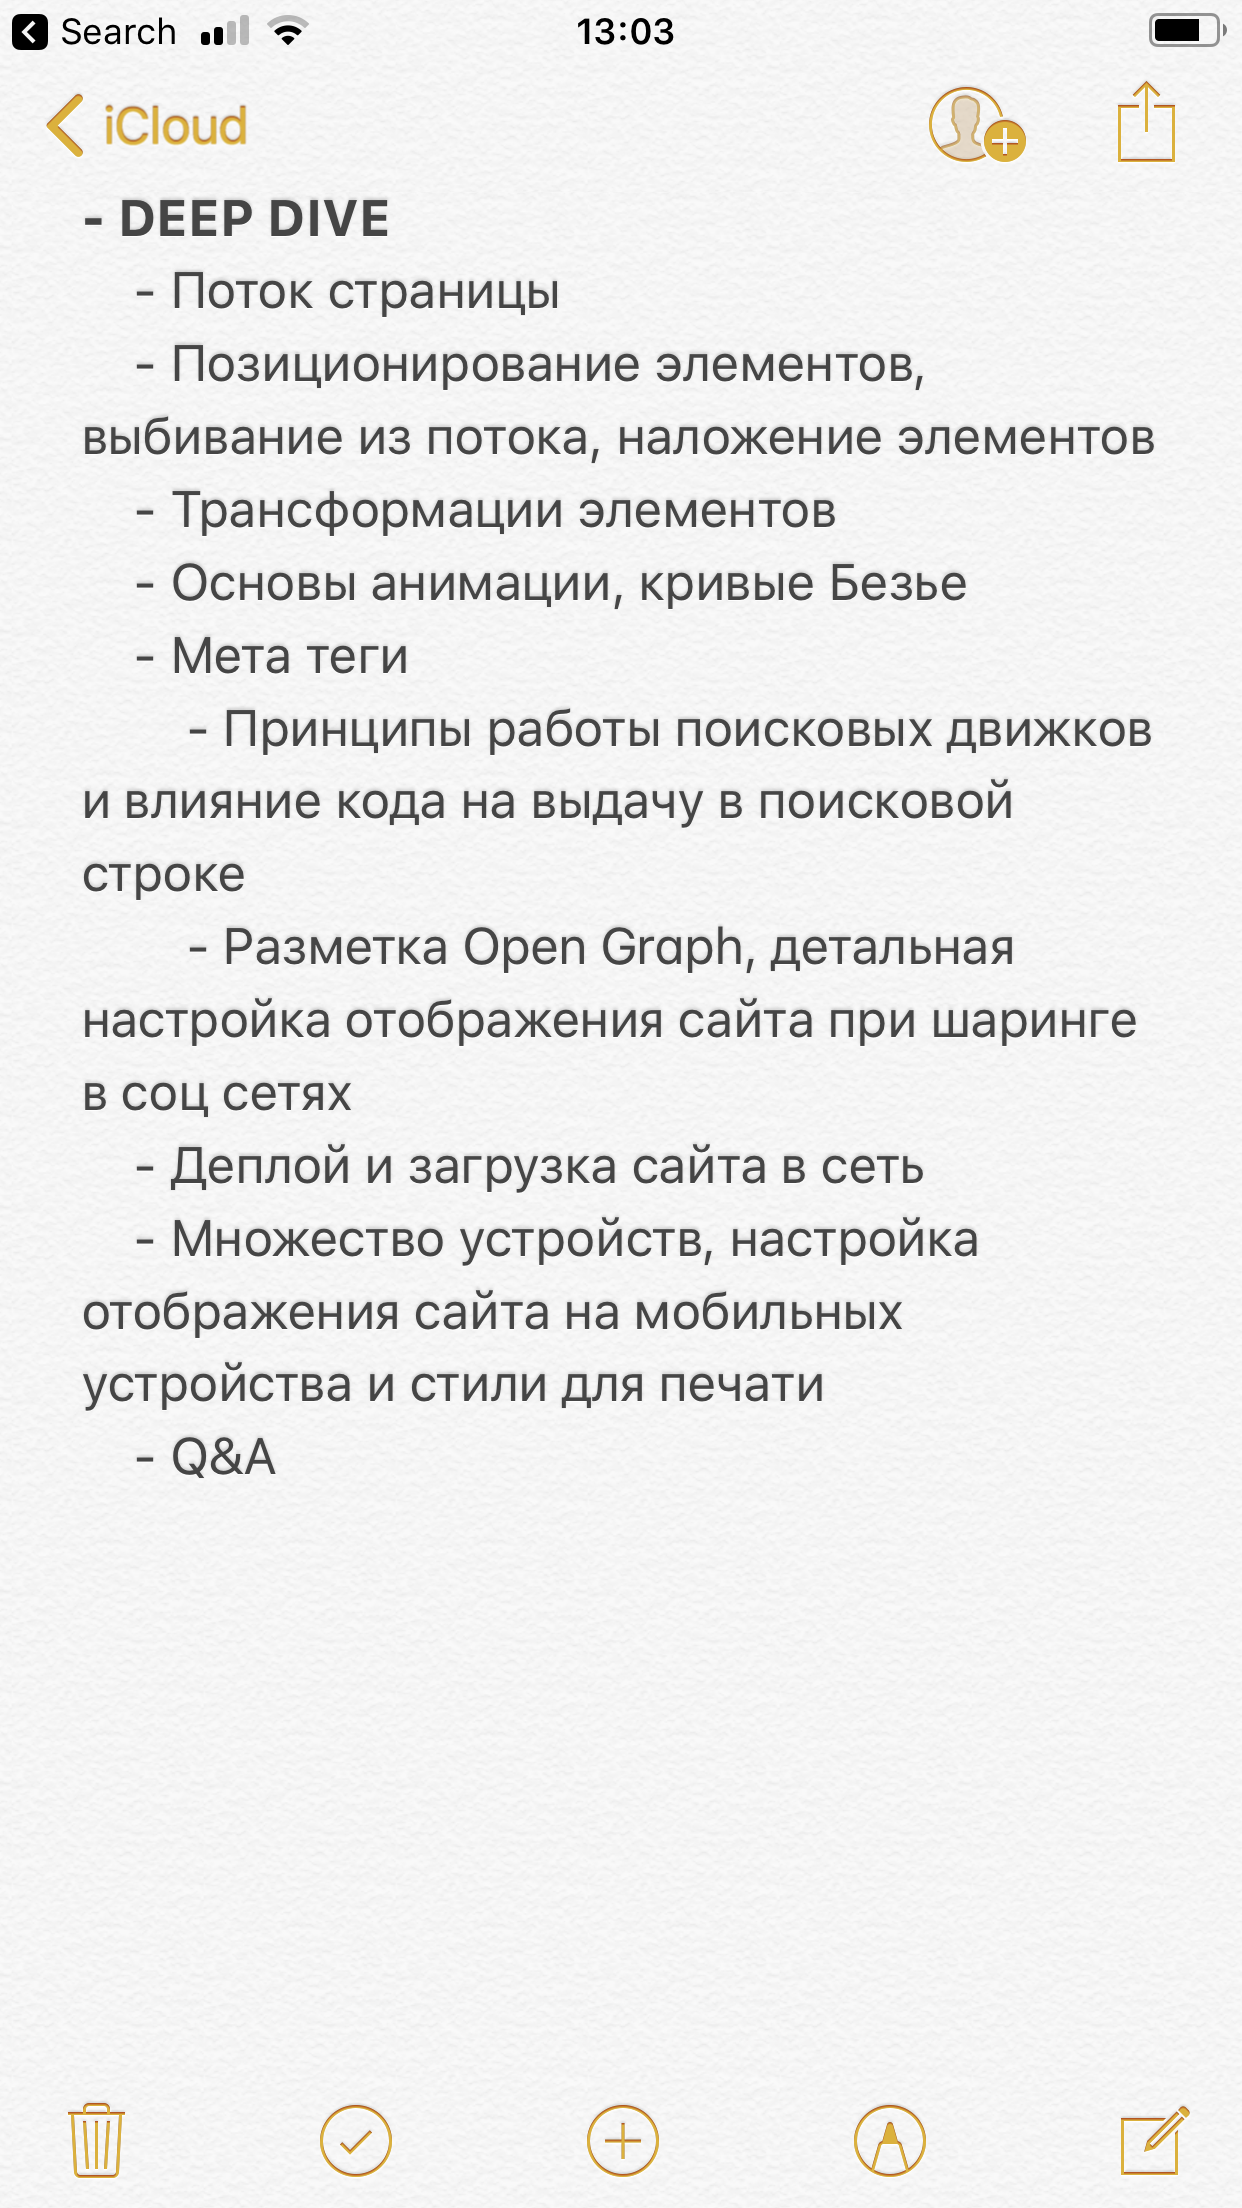 Search
13:03
iCloud
- DEEP DIVE
- Поток страницы
- Позиционирование элементов,
выбивание из потока, наложение элементов
- Трансформации элементов
- Основы анимации, кривые Безье
- Мета теги
- Принципы работы поисковых движков
и влияние кода на выдачу в поисковой
строке
- Разметка Open Graph, детальная
настройка отображения сайта при шаринге
в соц сетях
- Деплой и загрузка сайта в сеть
- Множество устройств, настройка
отображения сайта на мобильных
устройства и стили для печати
- Q&A